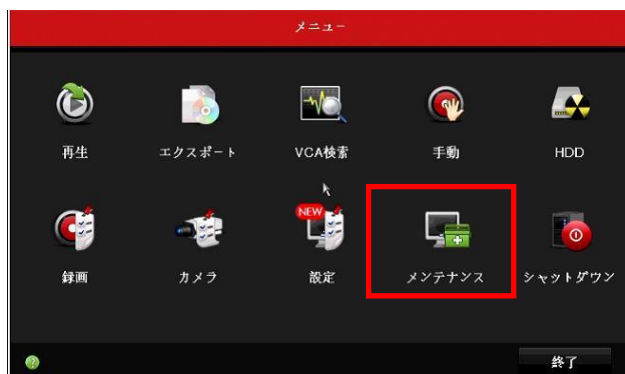 メニュー
再生
エクスポート
VCA検索
手動
HDD
NEW
録画
カメラ
設定
メンテナンス
シャットダウン
?
終了